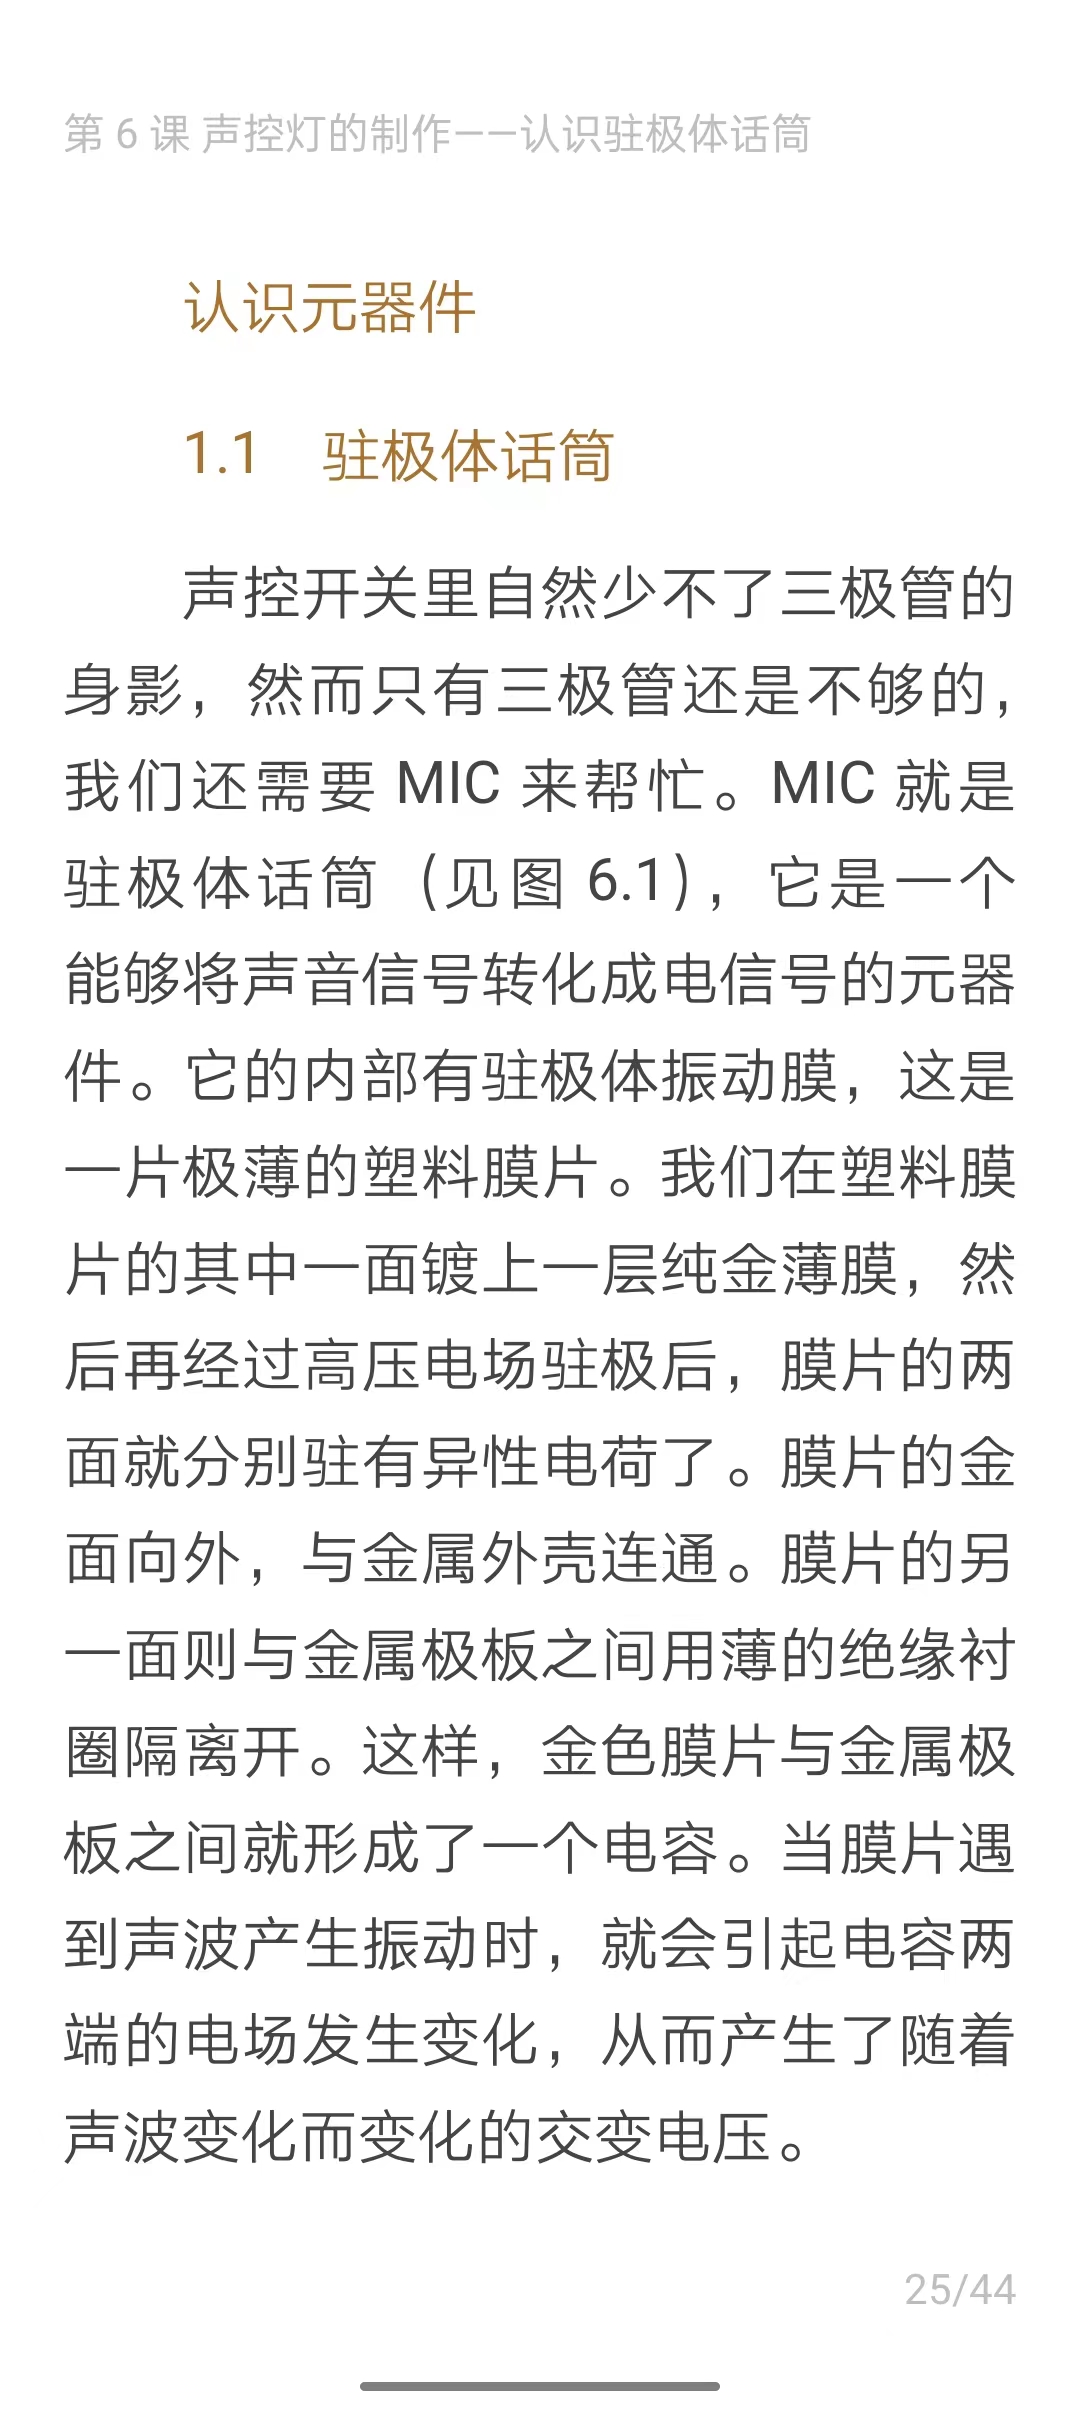 第 6 课 声控灯的制作——认识驻极体话筒
认识元器件
1.1 驻极体话筒
声控开关里自然少不了三极管的
身影，然而只有三极管还是不够的，
我们还需要 MIC 来帮忙。MIC 就是
驻极体话筒（见图 6.1），它是一个
能够将声音信号转化成电信号的元器
件。它的内部有驻极体振动膜，这是
一片极薄的塑料膜片。我们在塑料膜
片的其中一面镀上一层纯金薄膜，然
后再经过高压电场驻极后，膜片的两
面就分别驻有异性电荷了。膜片的金
面向外，与金属外壳连通。膜片的另
一面则与金属极板之间用薄的绝缘衬
圈隔离开。这样，金色膜片与金属极
板之间就形成了一个电容。当膜片遇
到声波产生振动时，就会引起电容两
端的电场发生变化，从而产生了随着
声波变化而变化的交变电压。
25/44